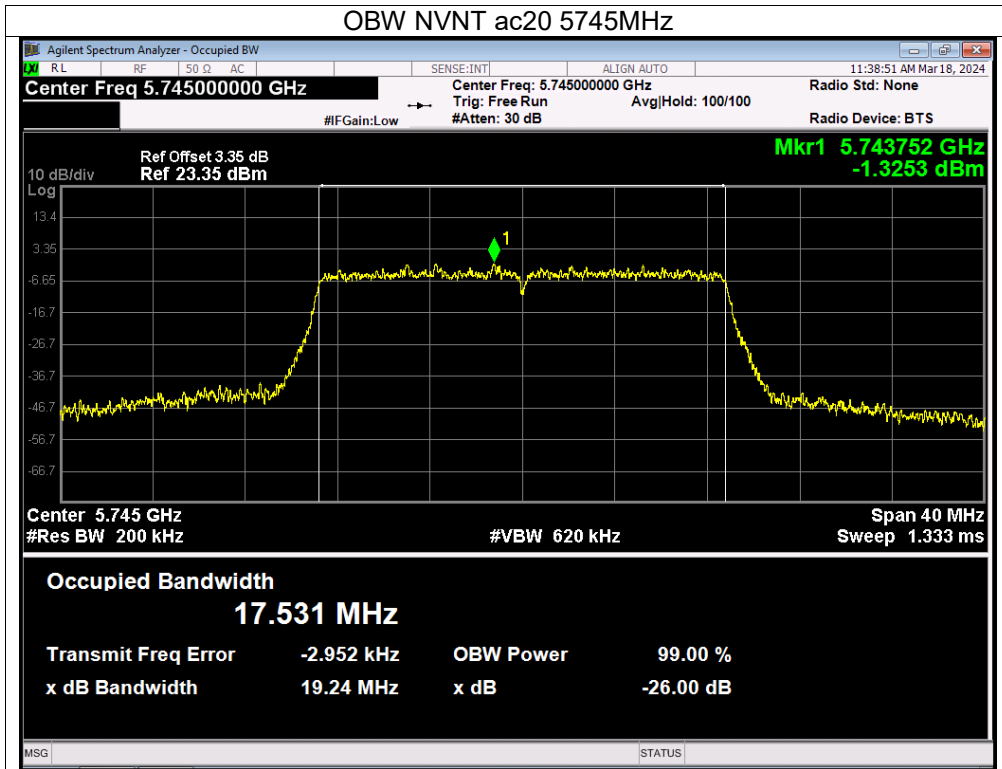 OBW NVNT ac20 5745MHz
Agilent Spectrum Analyzer - Occupied BW
LXI RL RF 50 Ω AC SENSE:INT ALIGN AUTO 11:38:51 AM Mar 18, 2024
Center Freq 5.745000000 GHz
Center Freq: 5.745000000 GHz
Radio Std: None
Trig: Free Run Avg|Hold: 100/100
#IFGain:Low
#Atten: 30 dB
Radio Device: BTS
Mkr1 5.743752 GHz
-1.3253 dBm
Ref Offset 3.35 dB
10 dB/div Ref 23.35 dBm
Log
13.4
3.35
1
-6.65
-16.7
-26.7
-36.7
-46.7
-56.7
-66.7
Center 5.745 GHz Span 40 MHz
#Res BW 200 kHz #VBW 620 kHz Sweep 1.333 ms
Occupied Bandwidth
17.531 MHz
Transmit Freq Error -2.952 kHz OBW Power 99.00 %
x dB Bandwidth 19.24 MHz x dB -26.00 dB
MSG STATUS